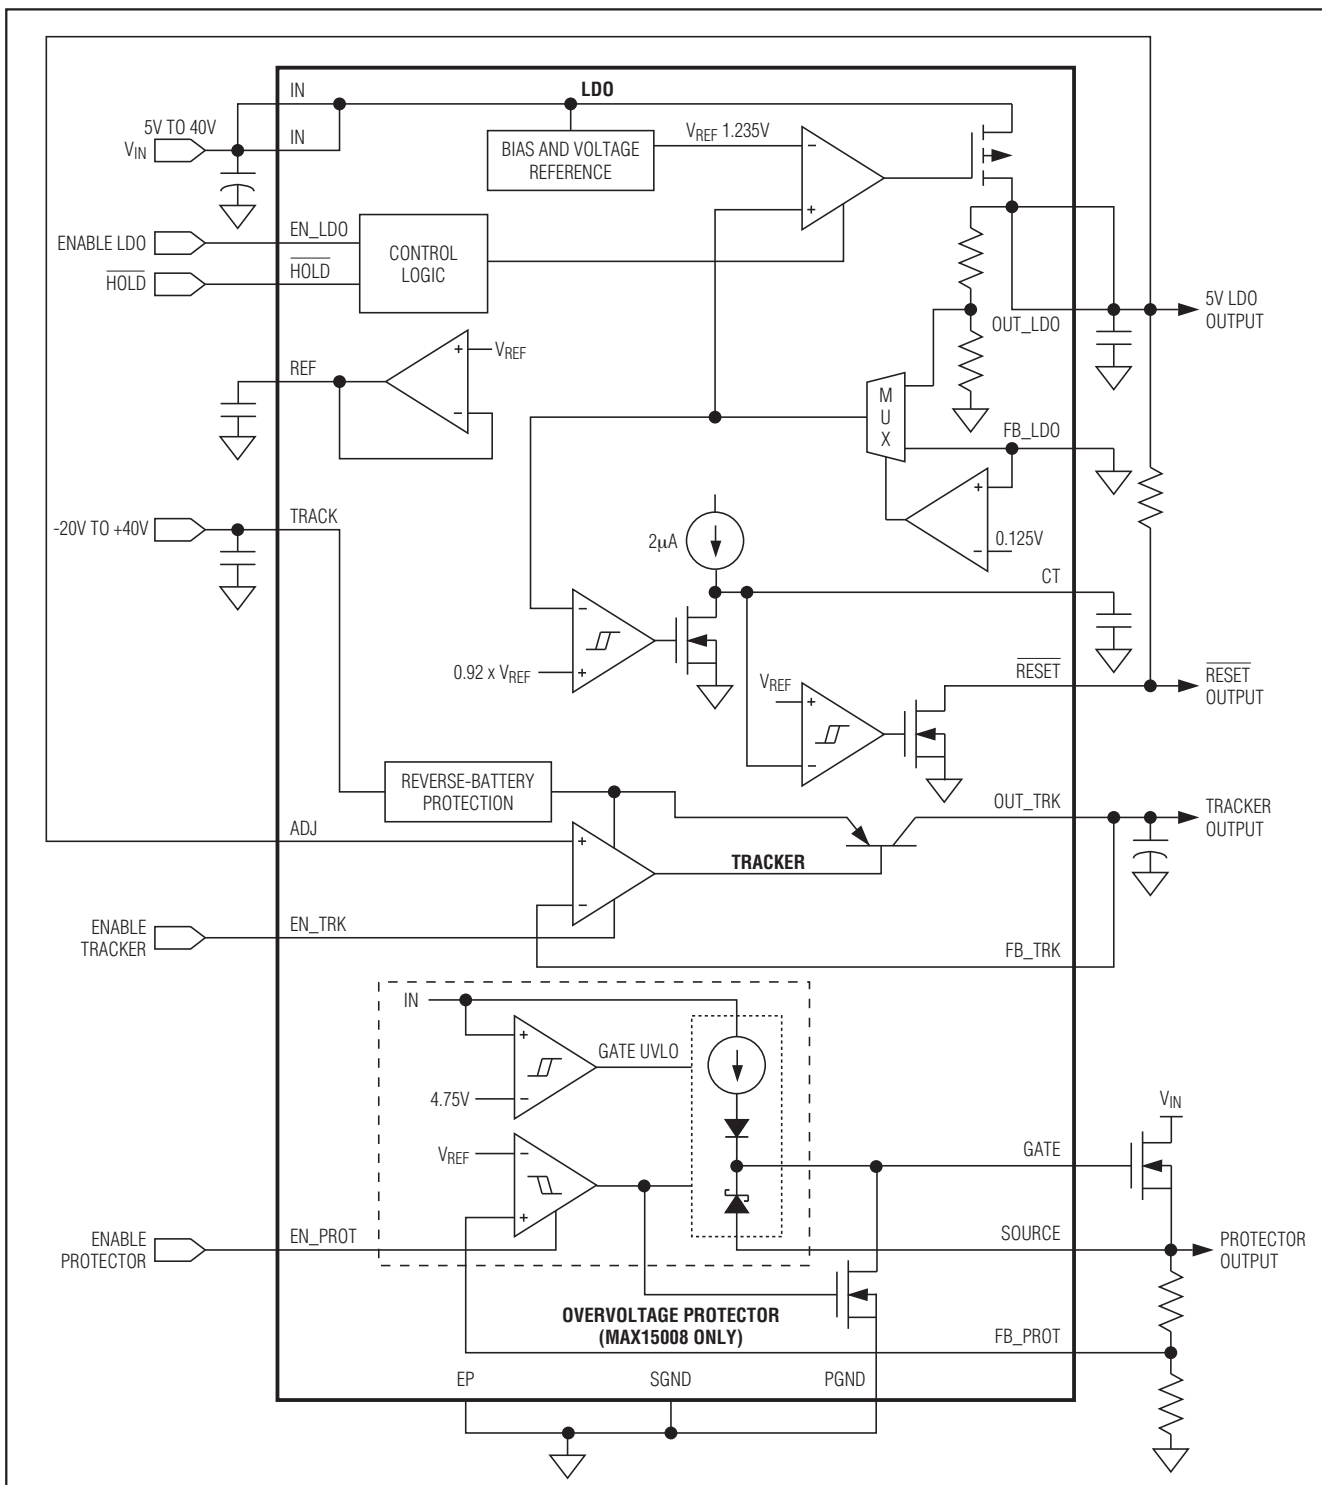 IN
LDO
5V TO 40V
VIN
IN
BIAS AND VOLTAGE
REFERENCE
VREF 1.235V
−
+
ENABLE LDO
EN_LDO
HOLD
HOLD
CONTROL
LOGIC
5V LDO
OUTPUT
OUT_LDO
REF
+
VREF
−
M
U
X
FB_LDO
+
0.125V
−
-20V TO +40V
TRACK
2µA
CT
−
0.92 x VREF
+
RESET
RESET
OUTPUT
VREF
+
−
REVERSE-BATTERY
PROTECTION
OUT_TRK
TRACKER
OUTPUT
ADJ
+
TRACKER
−
ENABLE
TRACKER
EN_TRK
FB_TRK
IN
+
GATE UVLO
4.75V
−
VREF
−
+
VIN
GATE
ENABLE
PROTECTOR
EN_PROT
SOURCE
PROTECTOR
OUTPUT
OVERVOLTAGE PROTECTOR
(MAX15008 ONLY)
FB_PROT
EP
SGND
PGND